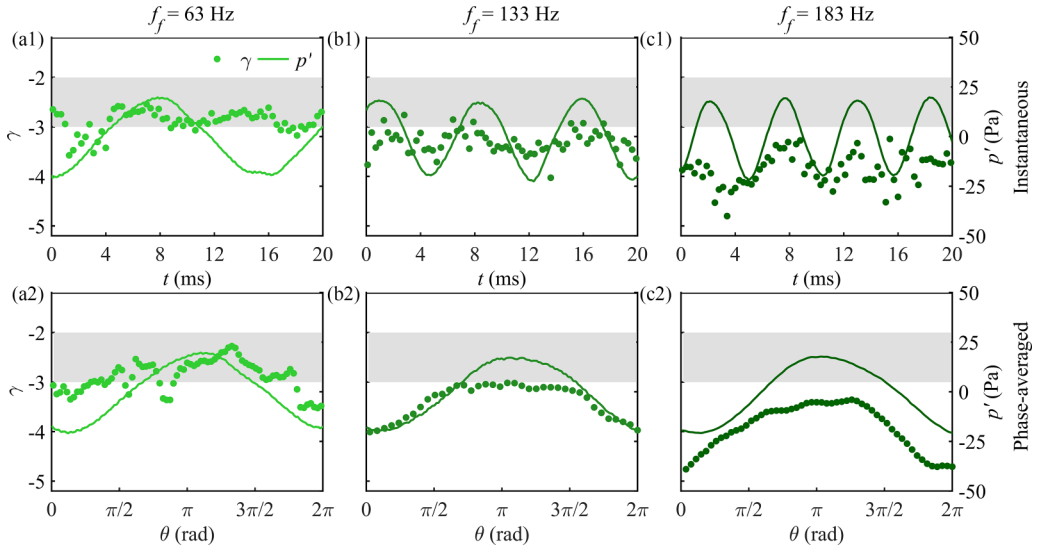 f_f = 63 Hz f_f = 133 Hz f_f = 183 Hz
(a1) (b1) (c1)
γ p′
-2 -3 -4 -5
γ
50 25 0 -25 -50
p′ (Pa)
Instantaneous
0 4 8 12 16 20 0 4 8 12 16 20 0 4 8 12 16 20
t (ms) t (ms) t (ms)
(a2) (b2) (c2)
-2 -3 -4 -5
γ
50 25 0 -25 -50
p′ (Pa)
Phase-averaged
0 π/2 π 3π/2 2π 0 π/2 π 3π/2 2π 0 π/2 π 3π/2 2π
θ (rad) θ (rad) θ (rad)